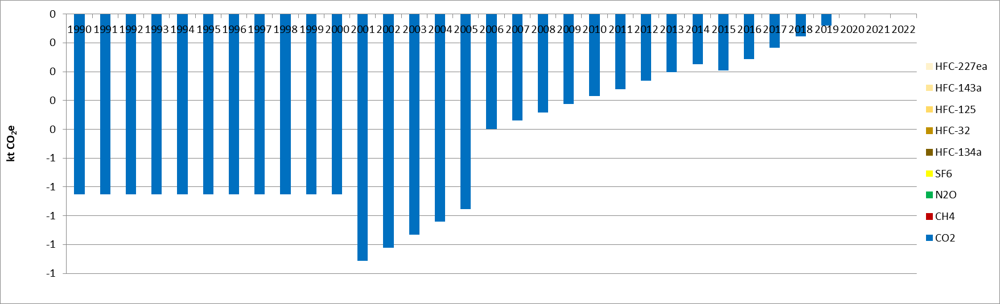 0
1990 1991 1992 1993 1994 1995 1996 1997 1998 1999 2000 2001 2002 2003 2004 2005 2006 2007 2008 2009 2010 2011 2012 2013 2014 2015 2016 2017 2018 2019 2020 2021 2022
0
0
0
0
-1
-1
-1
-1
-1
kt CO₂e
HFC-227ea
HFC-143a
HFC-125
HFC-32
HFC-134a
SF6
N2O
CH4
CO2